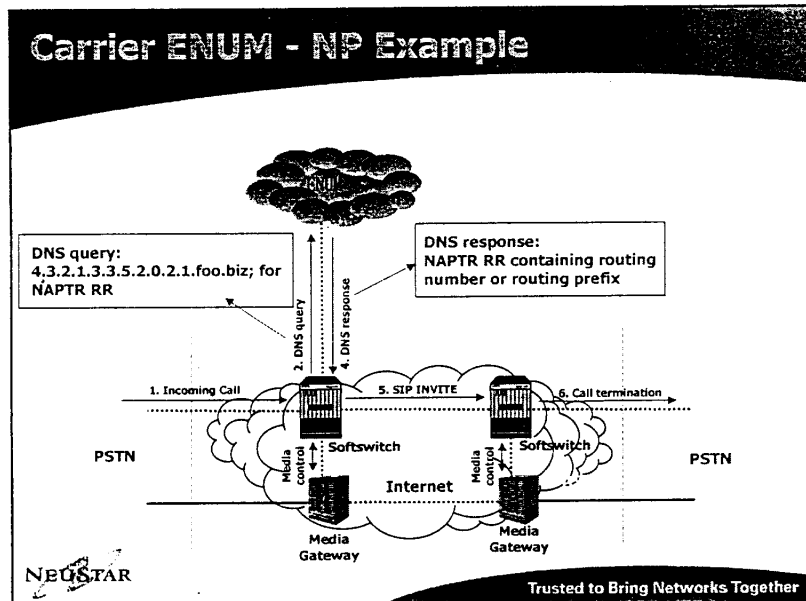 Carrier ENUM - NP Example
ENUM
DNS query:
4.3.2.1.3.3.5.2.0.2.1.foo.biz; for
NAPTR RR
DNS response:
NAPTR RR containing routing
number or routing prefix
2. DNS query
4. DNS response
1. Incoming Call
5. SIP INVITE
6. Call termination
Softswitch
Softswitch
PSTN
Media
control
Media
control
PSTN
Internet
Media
Gateway
Media
Gateway
NEUSTAR
Trusted to Bring Networks Together